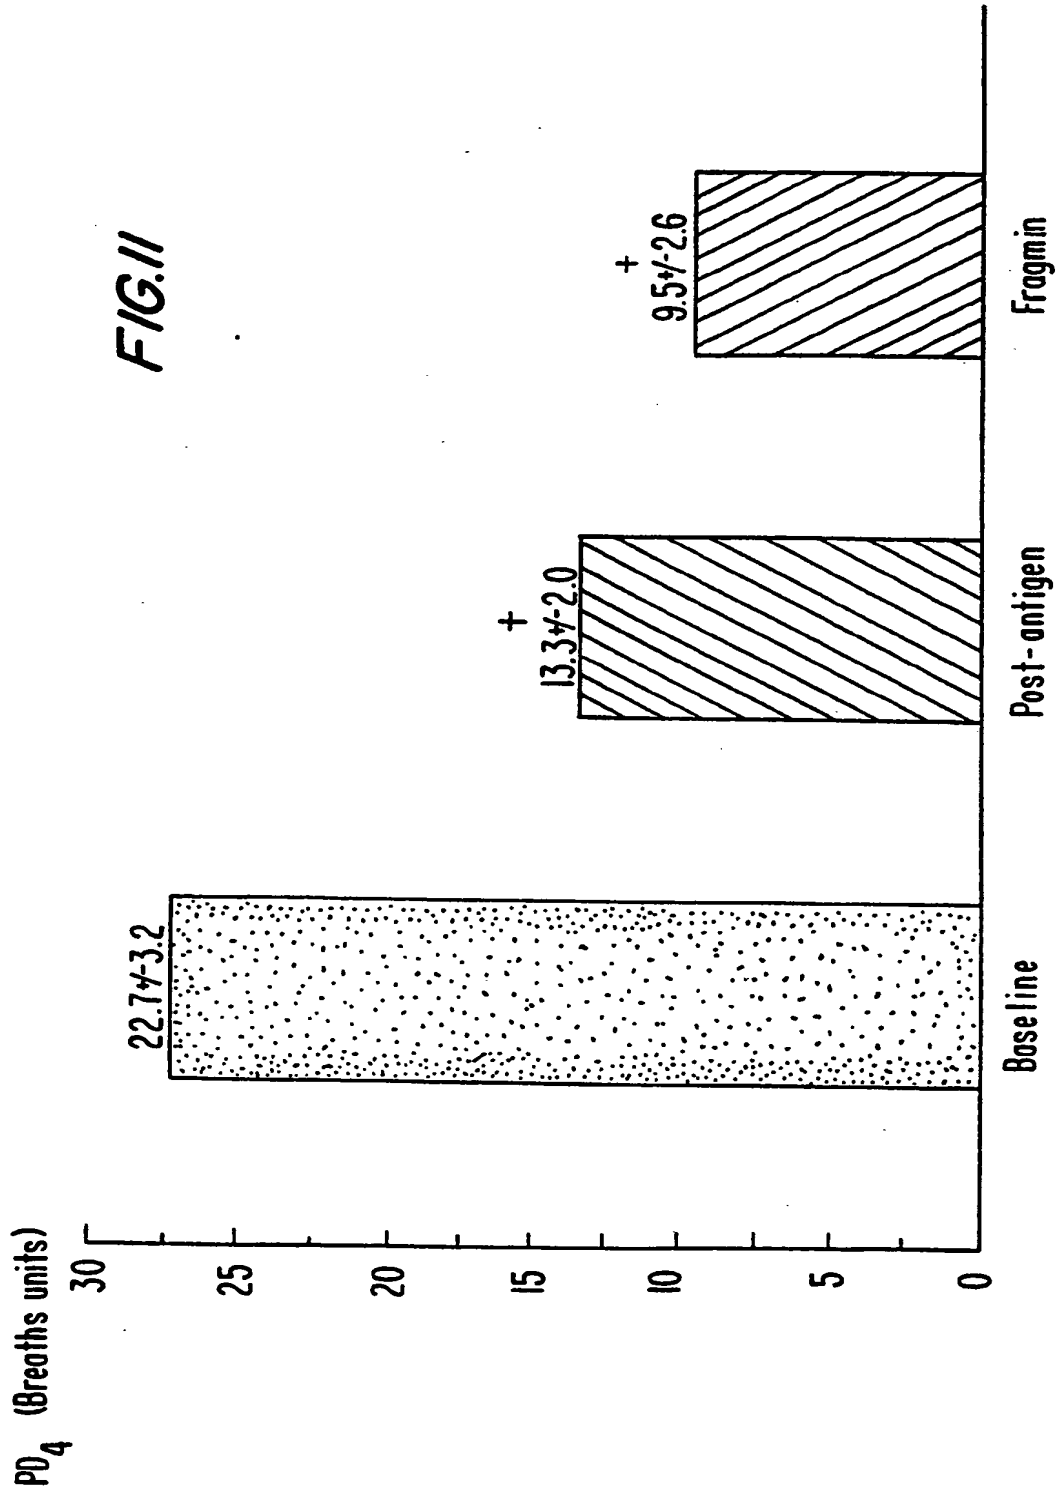 FIG.11
PD4 (Breaths units)
30
25
20
15
10
5
0
22.7+/-3.2
+
13.3+/-2.0
+
9.5+/-2.6
Baseline
Post-antigen
Fragmin